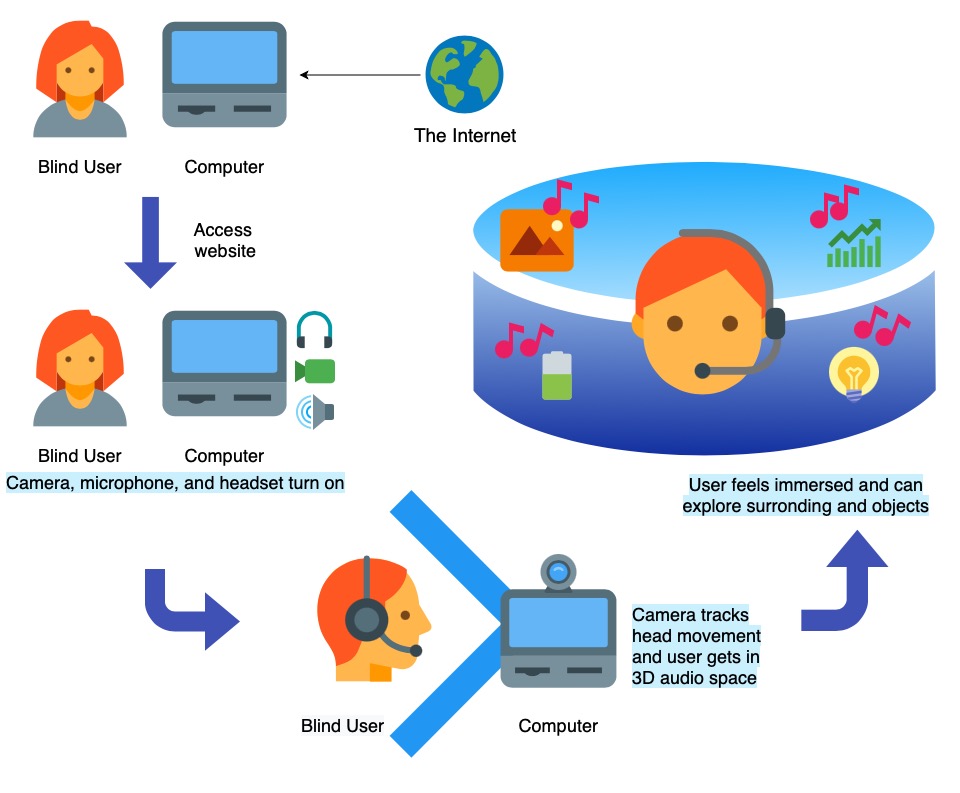 The Internet
Blind User
Computer
Access
website
Blind User
Computer
Camera, microphone, and headset turn on
Blind User
Computer
Camera tracks
head movement
and user gets in
3D audio space
User feels immersed and can
explore surronding and objects